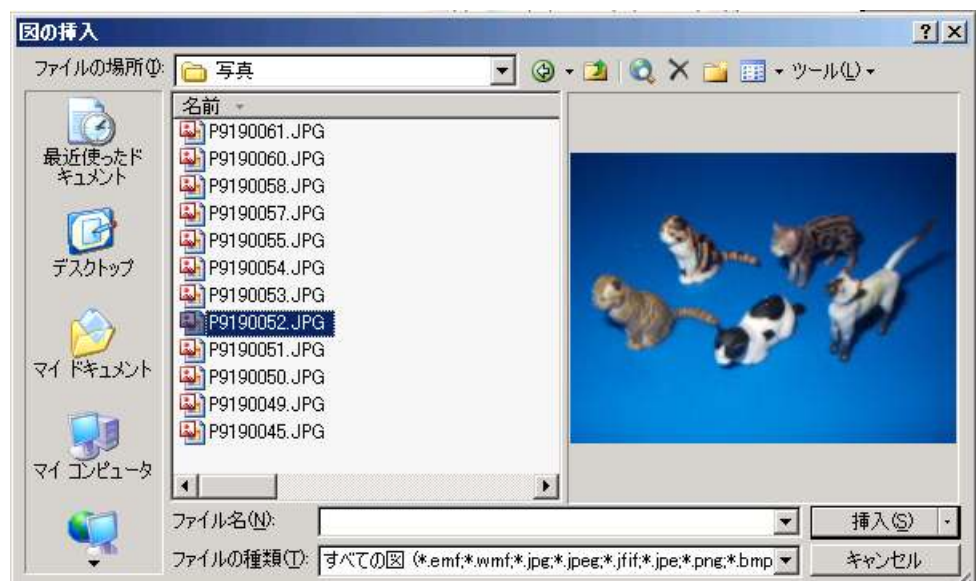 図の挿入
ファイルの場所(I):
写真
ツール(L)
最近使ったド
キュメント
デスクトップ
マイ ドキュメント
マイ コンピュータ
名前
P9190061.JPG
P9190060.JPG
P9190058.JPG
P9190057.JPG
P9190055.JPG
P9190054.JPG
P9190053.JPG
P9190052.JPG
P9190051.JPG
P9190050.JPG
P9190049.JPG
P9190045.JPG
ファイル名(N):
挿入(S)
ファイルの種類(T):
すべての図 (*.emf;*.wmf;*.jpg;*.jpeg;*.jfif;*.jpe;*.png;*.bmp
キャンセル